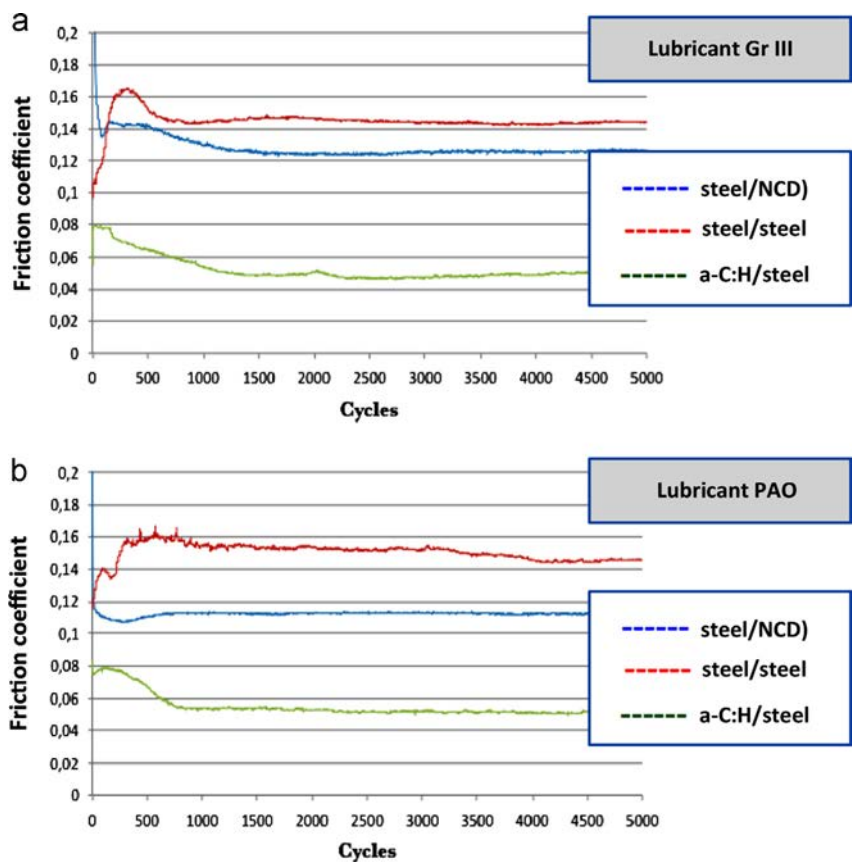 a
Lubricant Gr III
Friction coefficient
0,2
0,18
0,16
0,14
0,12
0,1
0,08
0,06
0,04
0,02
0
0 500 1000 1500 2000 2500 3000 3500 4000 4500 5000
Cycles
steel/NCD)
steel/steel
a-C:H/steel
b
Lubricant PAO
Friction coefficient
0,2
0,18
0,16
0,14
0,12
0,1
0,08
0,06
0,04
0,02
0
0 500 1000 1500 2000 2500 3000 3500 4000 4500 5000
Cycles
steel/NCD)
steel/steel
a-C:H/steel